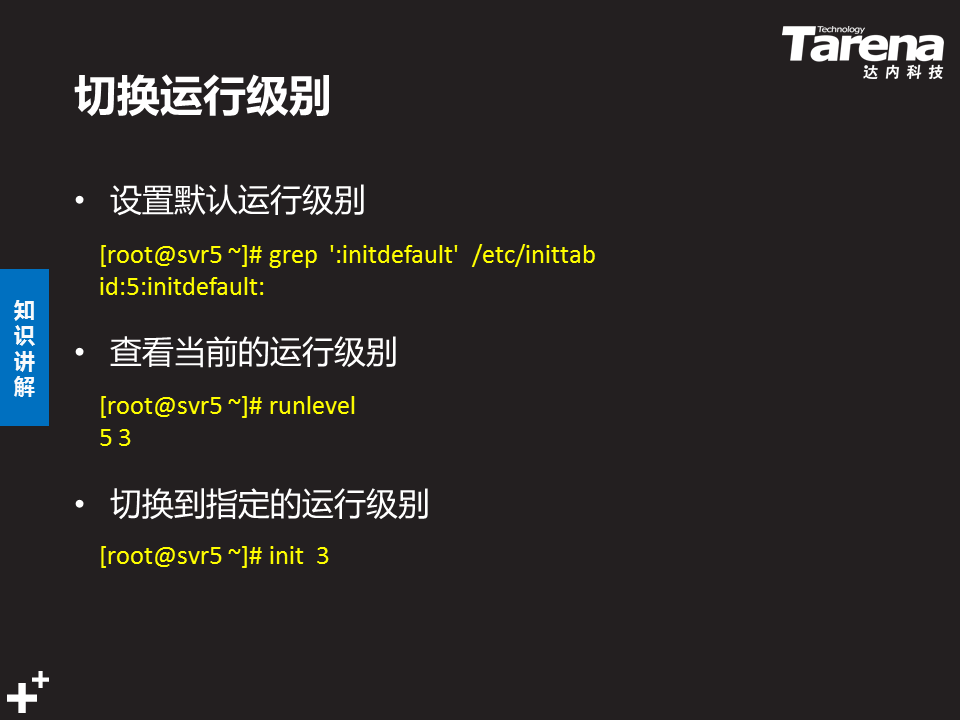 Technology
Tarena
达内科技
切换运行级别
• 设置默认运行级别
[root@svr5 ~]# grep ':initdefault' /etc/inittab
id:5:initdefault:
知识讲解
• 查看当前的运行级别
[root@svr5 ~]# runlevel
5 3
• 切换到指定的运行级别
[root@svr5 ~]# init 3